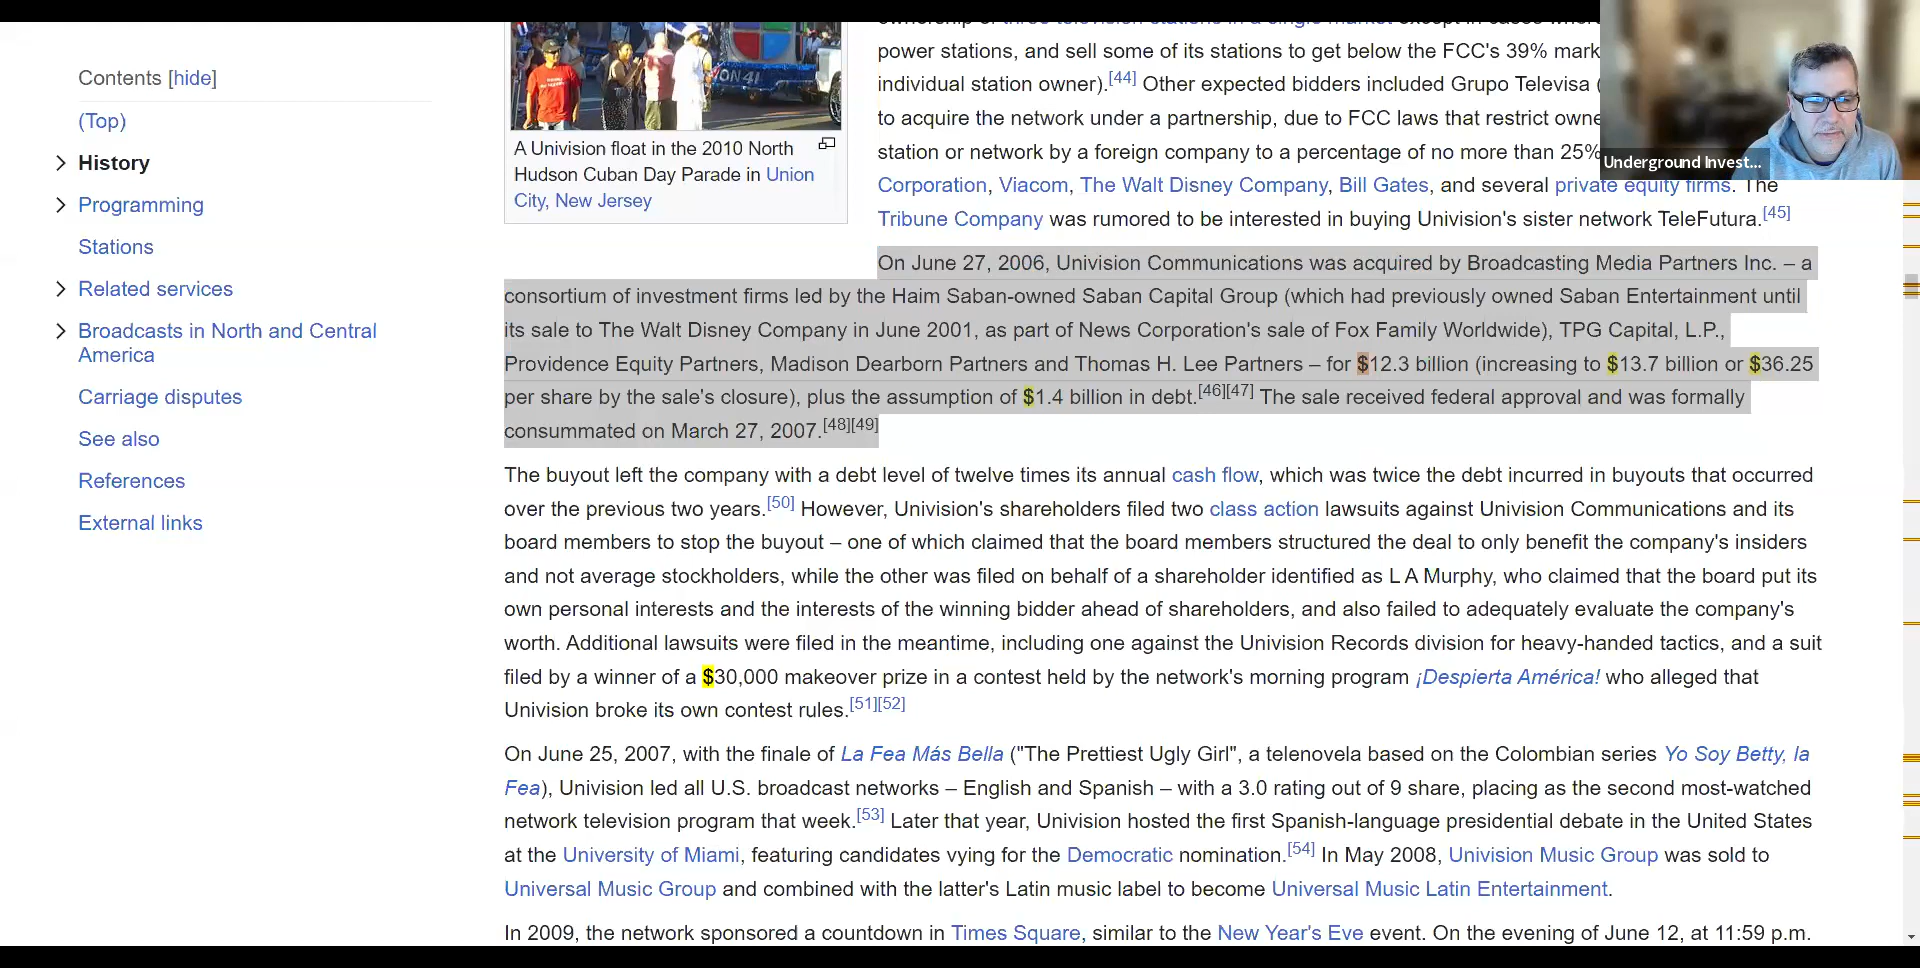 Contents [hide]
(Top)
History
Programming
Stations
Related services
Broadcasts in North and Central
America
Carriage disputes
See also
References
External links
ON 41
A Univision float in the 2010 North
Hudson Cuban Day Parade in Union
City, New Jersey
power stations, and sell some of its stations to get below the FCC's 39% mark
individual station owner).[44] Other expected bidders included Grupo Televisa (
to acquire the network under a partnership, due to FCC laws that restrict owne
station or network by a foreign company to a percentage of no more than 25%
Corporation, Viacom, The Walt Disney Company, Bill Gates, and several private equity firms. The
Tribune Company was rumored to be interested in buying Univision's sister network TeleFutura.[45]
On June 27, 2006, Univision Communications was acquired by Broadcasting Media Partners Inc. – a
consortium of investment firms led by the Haim Saban-owned Saban Capital Group (which had previously owned Saban Entertainment until
its sale to The Walt Disney Company in June 2001, as part of News Corporation's sale of Fox Family Worldwide), TPG Capital, L.P.,
Providence Equity Partners, Madison Dearborn Partners and Thomas H. Lee Partners – for $12.3 billion (increasing to $13.7 billion or $36.25
per share by the sale's closure), plus the assumption of $1.4 billion in debt.[46][47] The sale received federal approval and was formally
consummated on March 27, 2007.[48][49]
The buyout left the company with a debt level of twelve times its annual cash flow, which was twice the debt incurred in buyouts that occurred
over the previous two years.[50] However, Univision's shareholders filed two class action lawsuits against Univision Communications and its
board members to stop the buyout – one of which claimed that the board members structured the deal to only benefit the company's insiders
and not average stockholders, while the other was filed on behalf of a shareholder identified as L A Murphy, who claimed that the board put its
own personal interests and the interests of the winning bidder ahead of shareholders, and also failed to adequately evaluate the company's
worth. Additional lawsuits were filed in the meantime, including one against the Univision Records division for heavy-handed tactics, and a suit
filed by a winner of a $30,000 makeover prize in a contest held by the network's morning program ¡Despierta América! who alleged that
Univision broke its own contest rules.[51][52]
On June 25, 2007, with the finale of La Fea Más Bella ("The Prettiest Ugly Girl", a telenovela based on the Colombian series Yo Soy Betty, la
Fea), Univision led all U.S. broadcast networks – English and Spanish – with a 3.0 rating out of 9 share, placing as the second most-watched
network television program that week.[53] Later that year, Univision hosted the first Spanish-language presidential debate in the United States
at the University of Miami, featuring candidates vying for the Democratic nomination.[54] In May 2008, Univision Music Group was sold to
Universal Music Group and combined with the latter's Latin music label to become Universal Music Latin Entertainment.
In 2009, the network sponsored a countdown in Times Square, similar to the New Year's Eve event. On the evening of June 12, at 11:59 p.m.
Underground Invest...